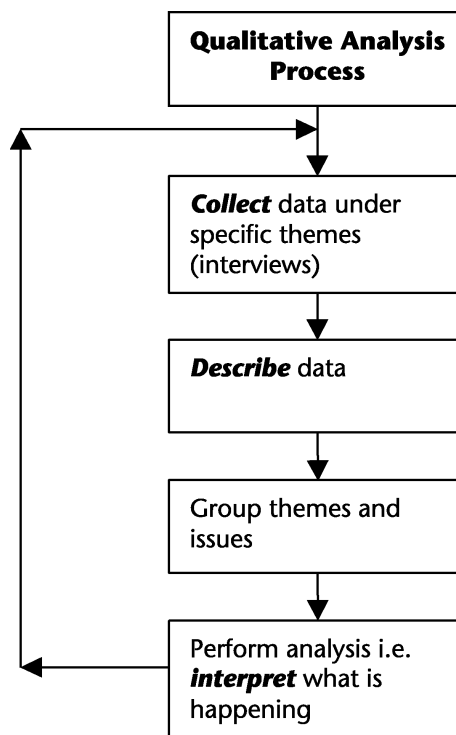 Qualitative Analysis
Process
Collect data under
specific themes
(interviews)
Describe data
Group themes and
issues
Perform analysis i.e.
interpret what is
happening